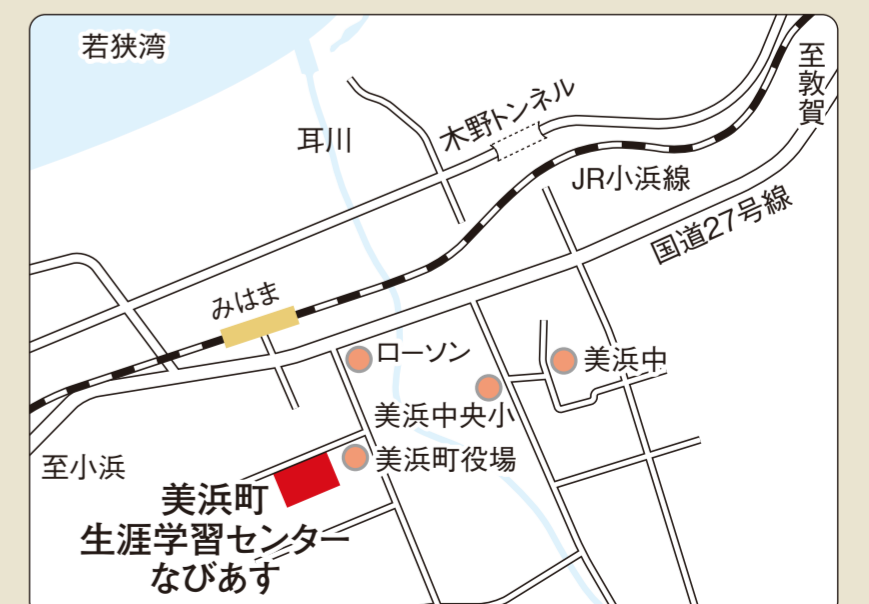 若狭湾
至敦賀
木野トンネル
耳川
JR小浜線
国道27号線
みはま
ローソン
美浜中
美浜中央小
美浜町役場
至小浜
美浜町
生涯学習センター
なびあす